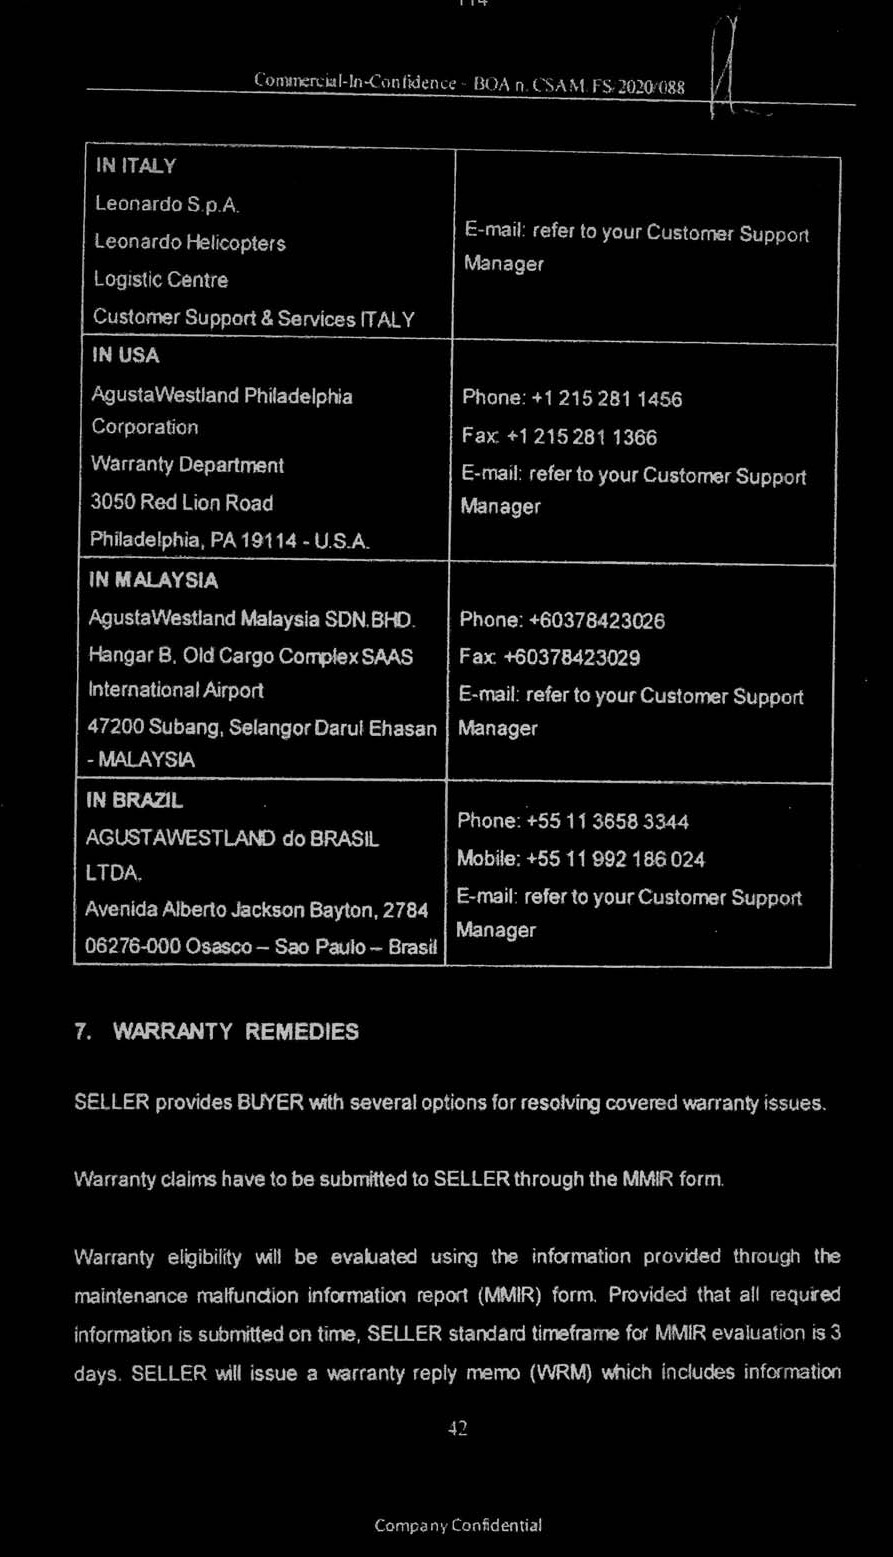 114
Commercial-In-Confidence - BOA n. CSAM.FS.2020/088
IN ITALY
Leonardo S.p.A.
Leonardo Helicopters
Logistic Centre
Customer Support & Services ITALY
E-mail: refer to your Customer Support
Manager
IN USA
AgustaWestland Philadelphia
Corporation
Warranty Department
3050 Red Lion Road
Philadelphia, PA 19114 - U.S.A.
Phone: +1 215 281 1456
Fax: +1 215 281 1366
E-mail: refer to your Customer Support
Manager
IN MALAYSIA
AgustaWestland Malaysia SDN.BHD.
Hangar B, Old Cargo Complex SAAS
International Airport
47200 Subang, Selangor Darul Ehasan
- MALAYSIA
Phone: +60378423026
Fax: +60378423029
E-mail: refer to your Customer Support
Manager
IN BRAZIL
AGUSTAWESTLAND do BRASIL
LTDA.
Avenida Alberto Jackson Bayton, 2784
06276-000 Osasco – Sao Paulo – Brasil
Phone: +55 11 3658 3344
Mobile: +55 11 992 186 024
E-mail: refer to your Customer Support
Manager
7. WARRANTY REMEDIES
SELLER provides BUYER with several options for resolving covered warranty issues.
Warranty claims have to be submitted to SELLER through the MMIR form.
Warranty eligibility will be evaluated using the information provided through the
maintenance malfunction information report (MMIR) form. Provided that all required
information is submitted on time, SELLER standard timeframe for MMIR evaluation is 3
days. SELLER will issue a warranty reply memo (WRM) which includes information
42
Company Confidential